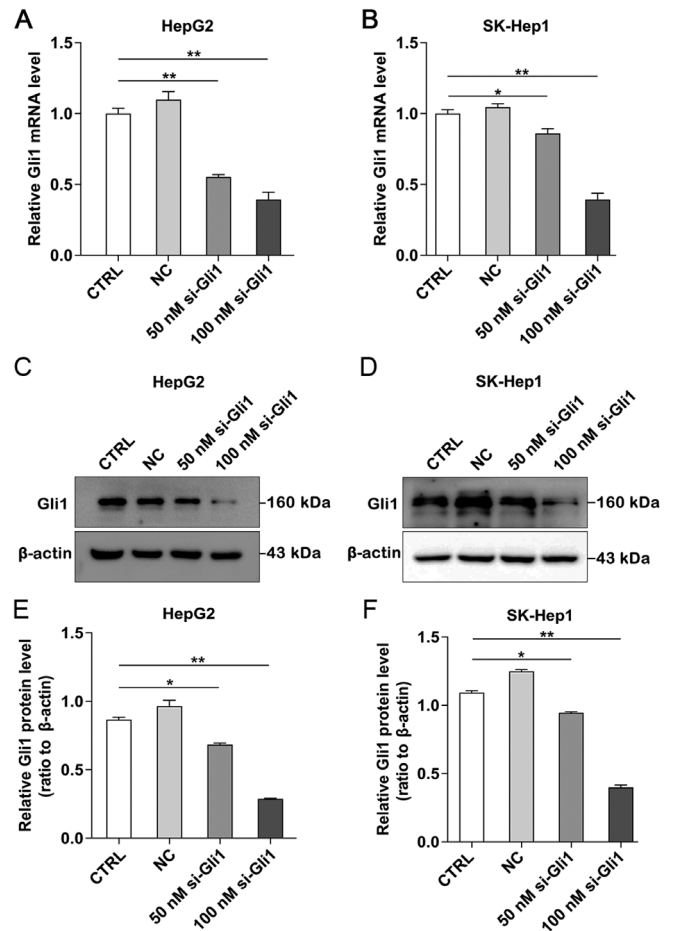 A
HepG2
Relative Gli1 mRNA level
1.5
1.0
0.5
0.0
**
**
CTRL
NC
50 nM si-Gli1
100 nM si-Gli1
B
SK-Hep1
Relative Gli1 mRNA level
1.5
1.0
0.5
0.0
**
*
CTRL
NC
50 nM si-Gli1
100 nM si-Gli1
C
HepG2
CTRL
NC
50 nM si-Gli1
100 nM si-Gli1
Gli1
160 kDa
β-actin
43 kDa
D
SK-Hep1
CTRL
NC
50 nM si-Gli1
100 nM si-Gli1
Gli1
160 kDa
β-actin
43 kDa
E
HepG2
Relative Gli1 protein level
(ratio to β-actin)
1.5
1.0
0.5
0.0
**
*
CTRL
NC
50 nM si-Gli1
100 nM si-Gli1
F
SK-Hep1
Relative Gli1 protein level
(ratio to β-actin)
1.5
1.0
0.5
0.0
**
*
CTRL
NC
50 nM si-Gli1
100 nM si-Gli1